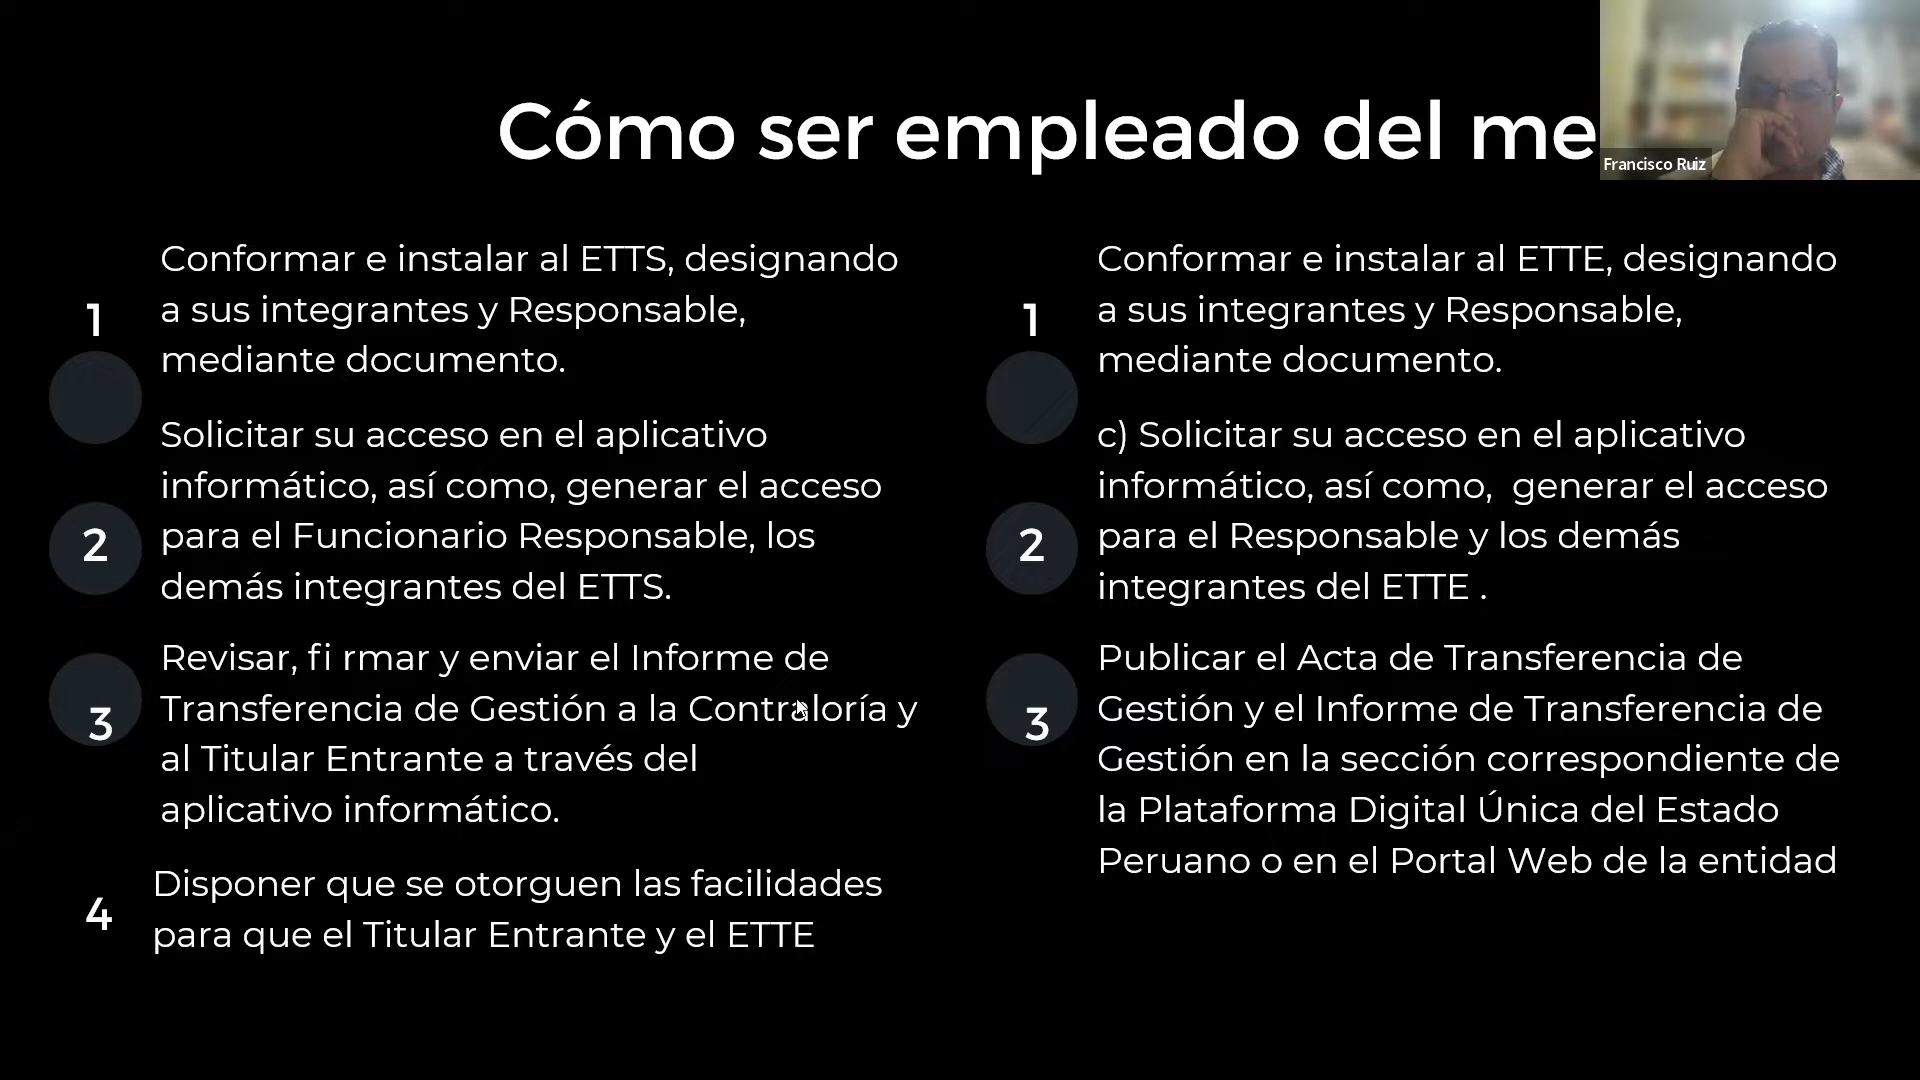 Cómo ser empleado del me
Francisco Ruiz
1
Conformar e instalar al ETTS, designando
a sus integrantes y Responsable,
mediante documento.
2
Solicitar su acceso en el aplicativo
informático, así como, generar el acceso
para el Funcionario Responsable, los
demás integrantes del ETTS.
3
Revisar, fi rmar y enviar el Informe de
Transferencia de Gestión a la Contraloría y
al Titular Entrante a través del
aplicativo informático.
4
Disponer que se otorguen las facilidades
para que el Titular Entrante y el ETTE
1
Conformar e instalar al ETTE, designando
a sus integrantes y Responsable,
mediante documento.
2
c) Solicitar su acceso en el aplicativo
informático, así como,  generar el acceso
para el Responsable y los demás
integrantes del ETTE .
3
Publicar el Acta de Transferencia de
Gestión y el Informe de Transferencia de
Gestión en la sección correspondiente de
la Plataforma Digital Única del Estado
Peruano o en el Portal Web de la entidad